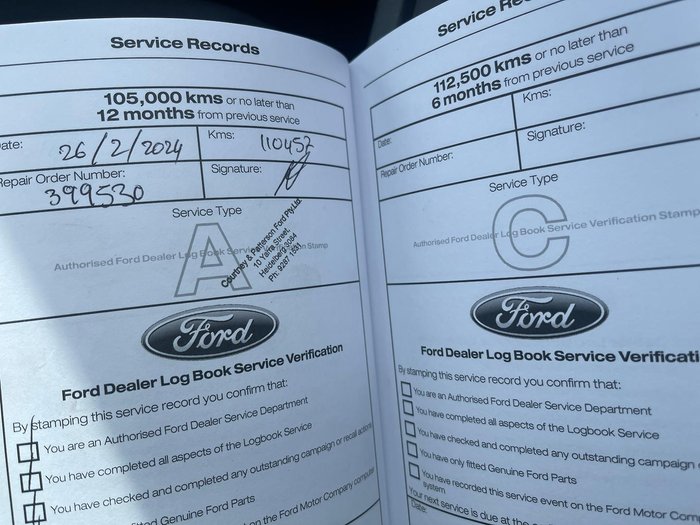 Service Records
105,000 kms or no later than
12 months from previous service
Date: 26/2/2024
Kms: 110457
Repair Order Number:
399530
Signature:
Service Type
A
Authorised Ford Dealer Log Book Service Stamp
Courtney & Patterson Ford Pty Ltd
10 Yarra Street,
Heidelberg 3084
Ford
Ford Dealer Log Book Service Verification
By stamping this service record you confirm that:
You are an Authorised Ford Dealer Service Department
You have completed all aspects of the Logbook Service
You have checked and completed any outstanding campaign or recall actions
fitted Genuine Ford Parts
on the Ford Motor Company computer
Service
112,500 kms or no later than
6 months from previous service
Date:
Kms:
Repair Order Number:
Signature:
Service Type
C
Authorised Ford Dealer Log Book Service Verification Stamp
Ford
Ford Dealer Log Book Service Verificati
By stamping this service record you confirm that:
You are an Authorised Ford Dealer Service Department
You have completed all aspects of the Logbook Service
You have checked and completed any outstanding campaign
You have only fitted Genuine Ford Parts
You have recorded this service event on the Ford Motor Com
system
Your next service is due at the
Date: